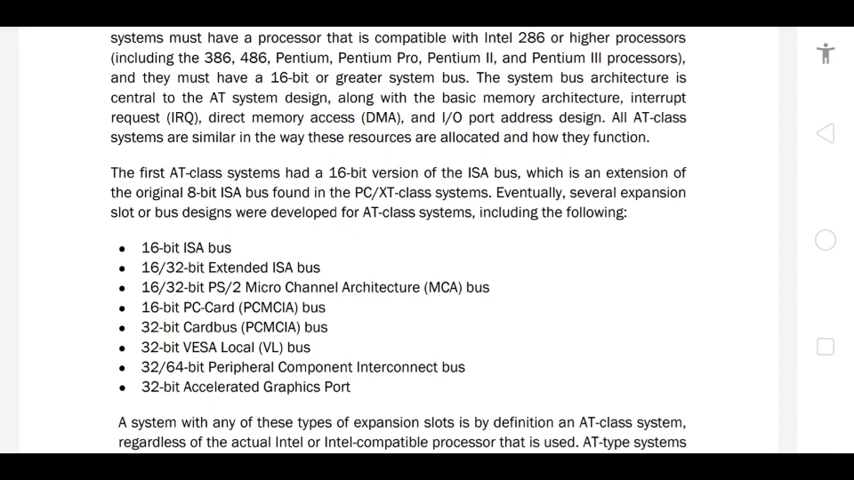 systems must have a processor that is compatible with Intel 286 or higher processors
(including the 386, 486, Pentium, Pentium Pro, Pentium II, and Pentium III processors),
and they must have a 16-bit or greater system bus. The system bus architecture is
central to the AT system design, along with the basic memory architecture, interrupt
request (IRQ), direct memory access (DMA), and I/O port address design. All AT-class
systems are similar in the way these resources are allocated and how they function.
The first AT-class systems had a 16-bit version of the ISA bus, which is an extension of
the original 8-bit ISA bus found in the PC/XT-class systems. Eventually, several expansion
slot or bus designs were developed for AT-class systems, including the following:
• 16-bit ISA bus
• 16/32-bit Extended ISA bus
• 16/32-bit PS/2 Micro Channel Architecture (MCA) bus
• 16-bit PC-Card (PCMCIA) bus
• 32-bit Cardbus (PCMCIA) bus
• 32-bit VESA Local (VL) bus
• 32/64-bit Peripheral Component Interconnect bus
• 32-bit Accelerated Graphics Port
A system with any of these types of expansion slots is by definition an AT-class system,
regardless of the actual Intel or Intel-compatible processor that is used. AT-type systems